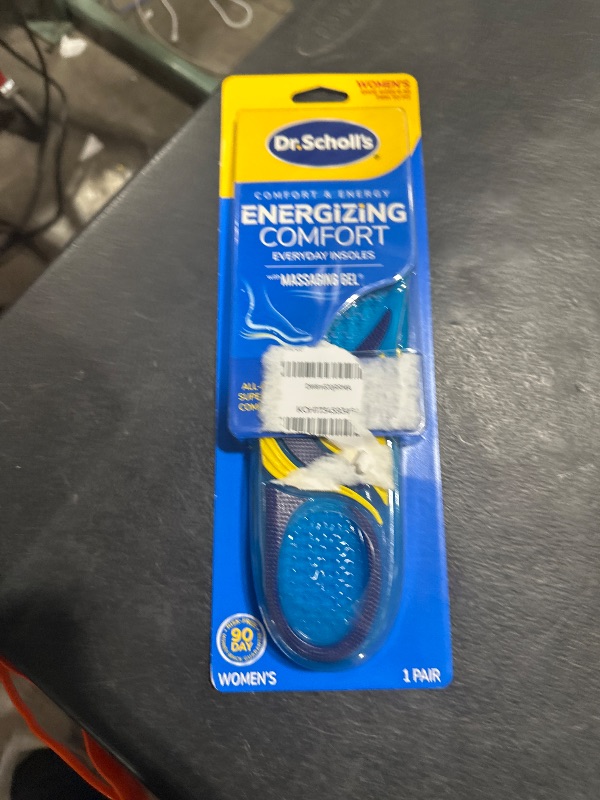 WOMEN'S
Dr.Scholl's
COMFORT & ENERGY
ENERGiZiNG
COMFORT
EVERYDAY INSOLES
with MASSAGING GEL
ALL-
SUPE
COM
90
DAY
WOMEN'S
1 PAIR